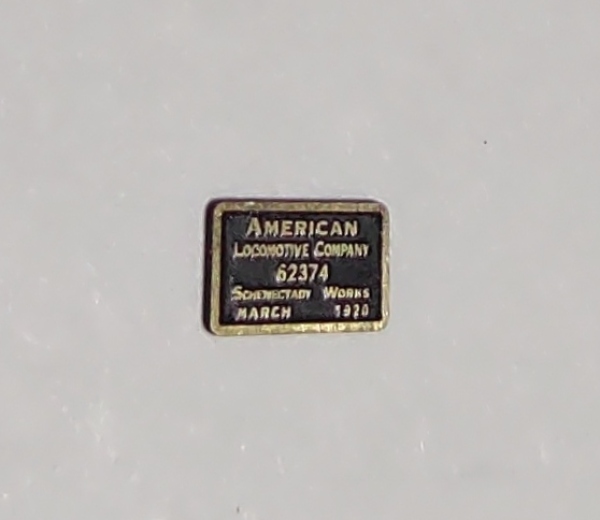 AMERICAN
LOCOMOTIVE COMPANY
62374
SCHENECTADY WORKS
MARCH 1920